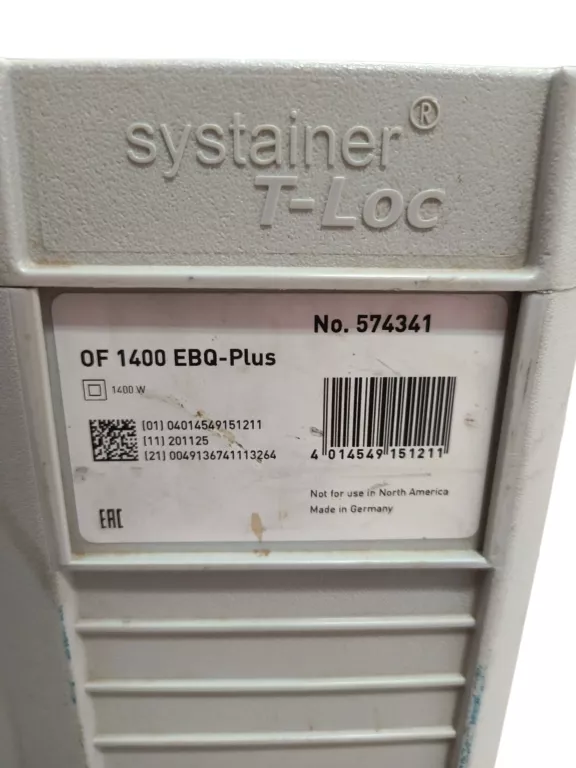 systainer®
T-Loc
No. 574341
OF 1400 EBQ-Plus
1400 W
(01) 04014549151211
(11) 201125
(21) 0049136741113264
4 014549 151211
Not for use in North America
Made in Germany
EAC